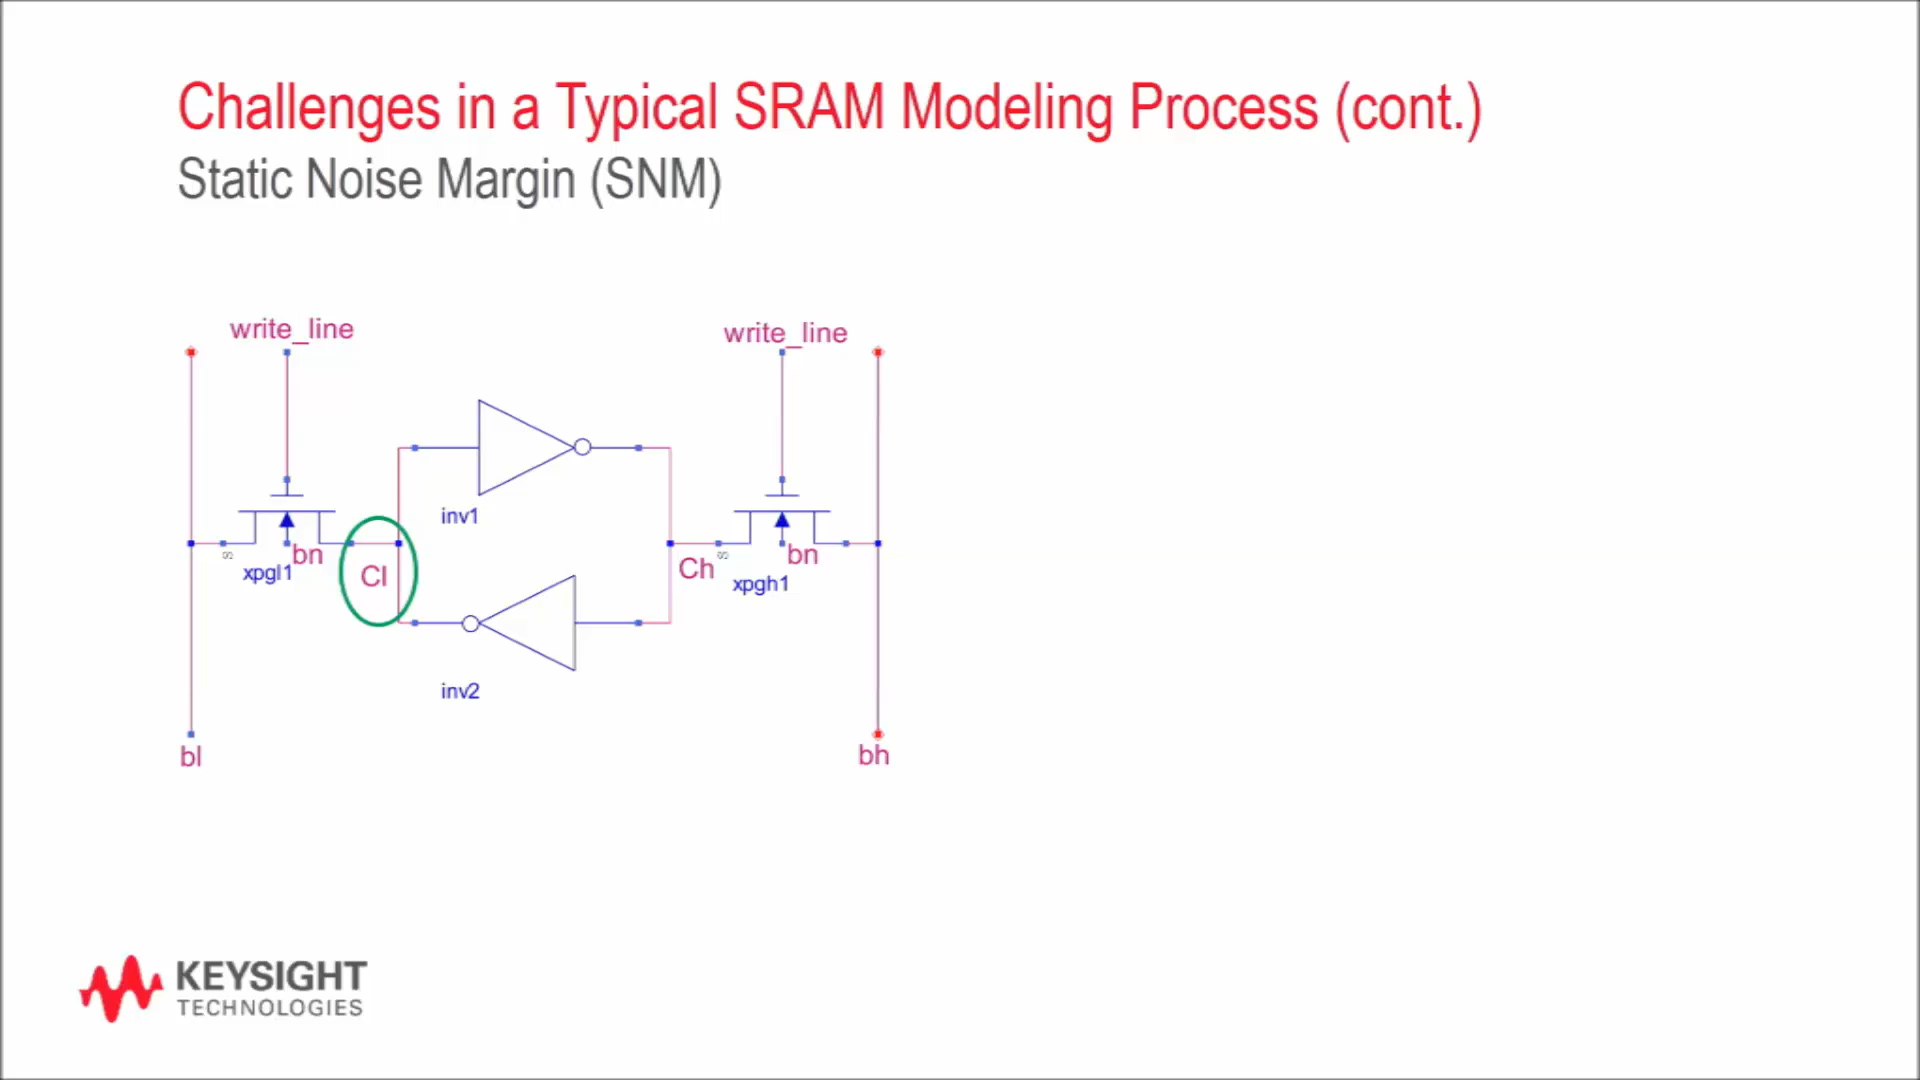 Challenges in a Typical SRAM Modeling Process (cont.)
Static Noise Margin (SNM)
write_line
write_line
inv1
s
bn
xpgl1
Cl
Ch
s
bn
xpgh1
inv2
bl
bh
KEYSIGHT
TECHNOLOGIES